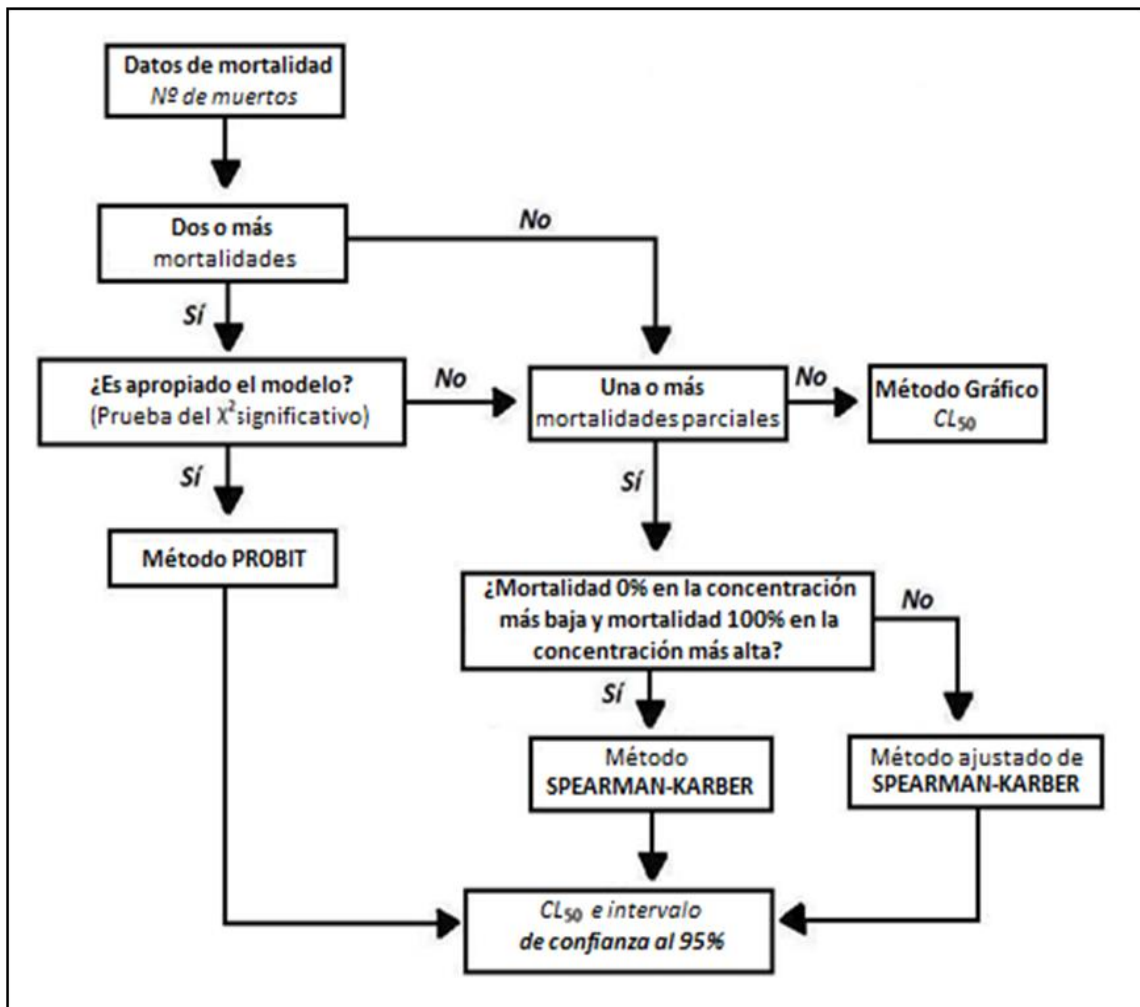 Datos de mortalidad
Nº de muertos
Dos o más
mortalidades
No
Sí
¿Es apropiado el modelo?
(Prueba del X² significativo)
No
Una o más
mortalidades parciales
No
Método Gráfico
CL₅₀
Sí
Sí
Método PROBIT
¿Mortalidad 0% en la concentración
más baja y mortalidad 100% en la
concentración más alta?
No
Sí
Método
SPEARMAN-KARBER
Método ajustado de
SPEARMAN-KARBER
CL₅₀ e intervalo
de confianza al 95%